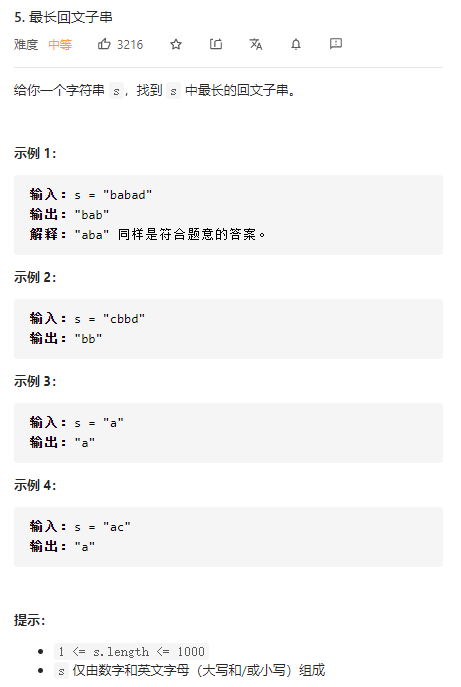 5. 最长回文子串
难度 中等 3216
给你一个字符串 s，找到 s 中最长的回文子串。
示例 1：
输入：s = "babad"
输出："bab"
解释："aba" 同样是符合题意的答案。
示例 2：
输入：s = "cbbd"
输出："bb"
示例 3：
输入：s = "a"
输出："a"
示例 4：
输入：s = "ac"
输出："a"
提示：
1 <= s.length <= 1000
s 仅由数字和英文字母（大写和/或小写）组成